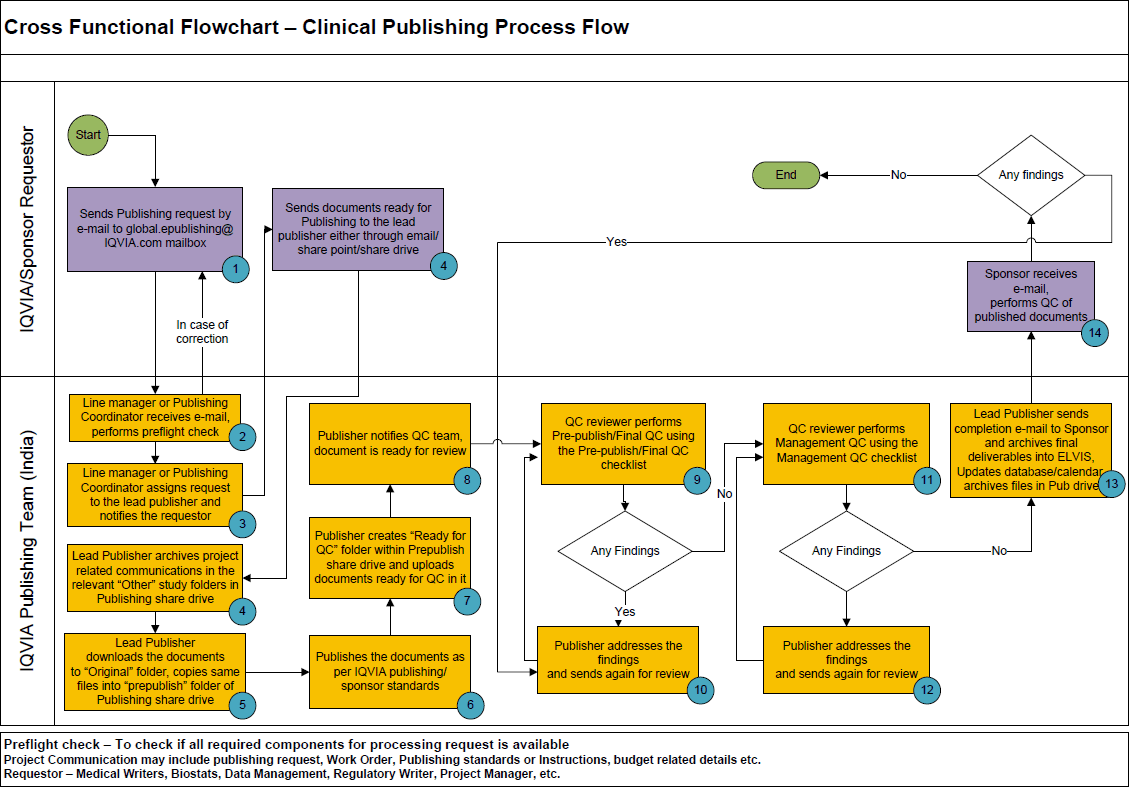 Cross Functional Flowchart – Clinical Publishing Process Flow
IQVIA/Sponsor Requestor
Start
Sends Publishing request by
e-mail to global.epublishing@
IQVIA.com mailbox
1
In case of
correction
Sends documents ready for
Publishing to the lead
publisher either through email/
share point/share drive
4
End
No
Any findings
Yes
Sponsor receives
e-mail,
performs QC of
published documents
14
IQVIA Publishing Team (India)
Line manager or Publishing
Coordinator receives e-mail,
performs preflight check
2
Line manager or Publishing
Coordinator assigns request
to the lead publisher and
notifies the requestor
3
Lead Publisher archives project
related communications in the
relevant “Other” study folders in
Publishing share drive
4
Lead Publisher
downloads the documents
to “Original” folder, copies same
files into “prepublish” folder of
Publishing share drive
5
Publishes the documents as
per IQVIA publishing/
sponsor standards
6
Publisher creates “Ready for
QC” folder within Prepublish
share drive and uploads
documents ready for QC in it
7
Publisher notifies QC team,
document is ready for review
8
QC reviewer performs
Pre-publish/Final QC using
the Pre-publish/Final QC
checklist
9
Any Findings
No
Yes
Publisher addresses the
findings
and sends again for review
10
QC reviewer performs
Management QC using the
Management QC checklist
11
Any Findings
No
Publisher addresses the
findings
and sends again for review
12
Lead Publisher sends
completion e-mail to Sponsor
and archives final
deliverables into ELVIS,
Updates database/calendar,
archives files in Pub drive
13
Preflight check – To check if all required components for processing request is available
Project Communication may include publishing request, Work Order, Publishing standards or Instructions, budget related details etc.
Requestor – Medical Writers, Biostats, Data Management, Regulatory Writer, Project Manager, etc.